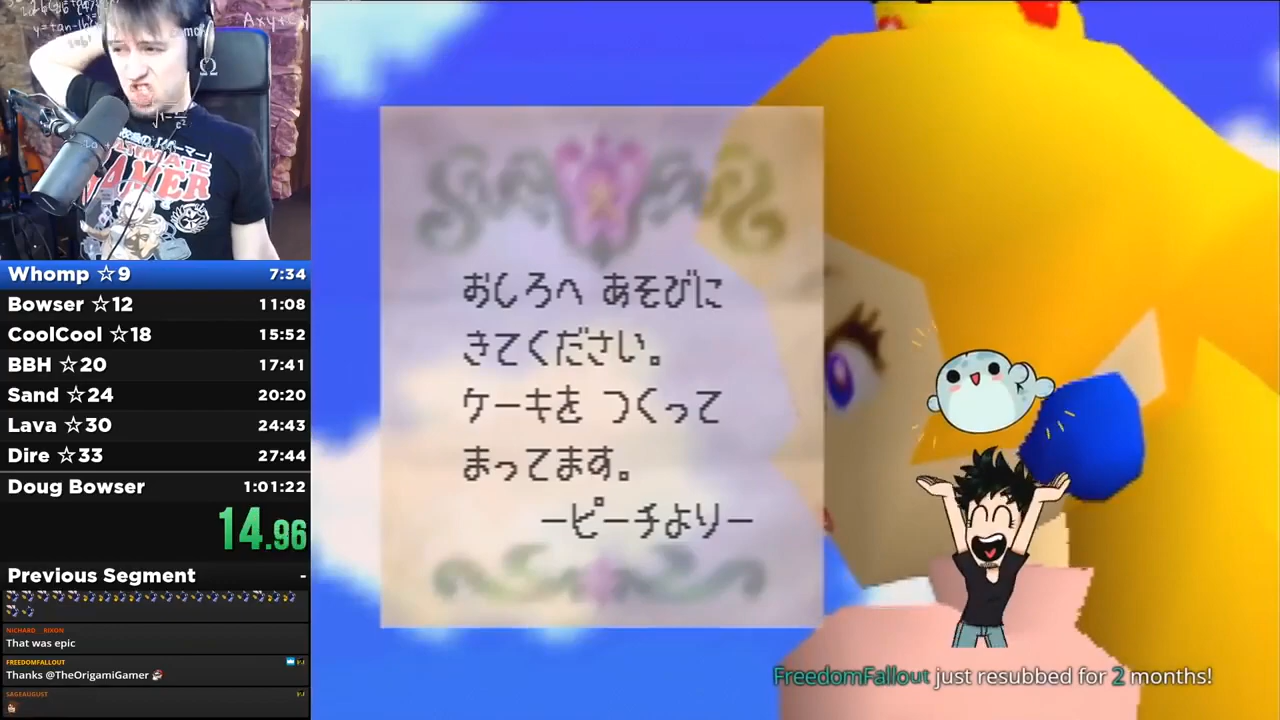 ULTIMATE
GAMER
Whomp ☆9 7:34
Bowser ☆12 11:08
CoolCool ☆18 15:52
BBH ☆20 17:41
Sand ☆24 20:20
Lava ☆30 24:43
Dire ☆33 27:44
Doug Bowser 1:01:22
14.96
Previous Segment -
NICHARD_RIXON
That was epic
FREEDOMFALLOUT
Thanks @TheOrigamiGamer
SAGEAUGUST
おしろへ あそびに
きてください。
ケーキを つくって
まってます。
ーピーチよりー
FreedomFallout just resubbed for 2 months!